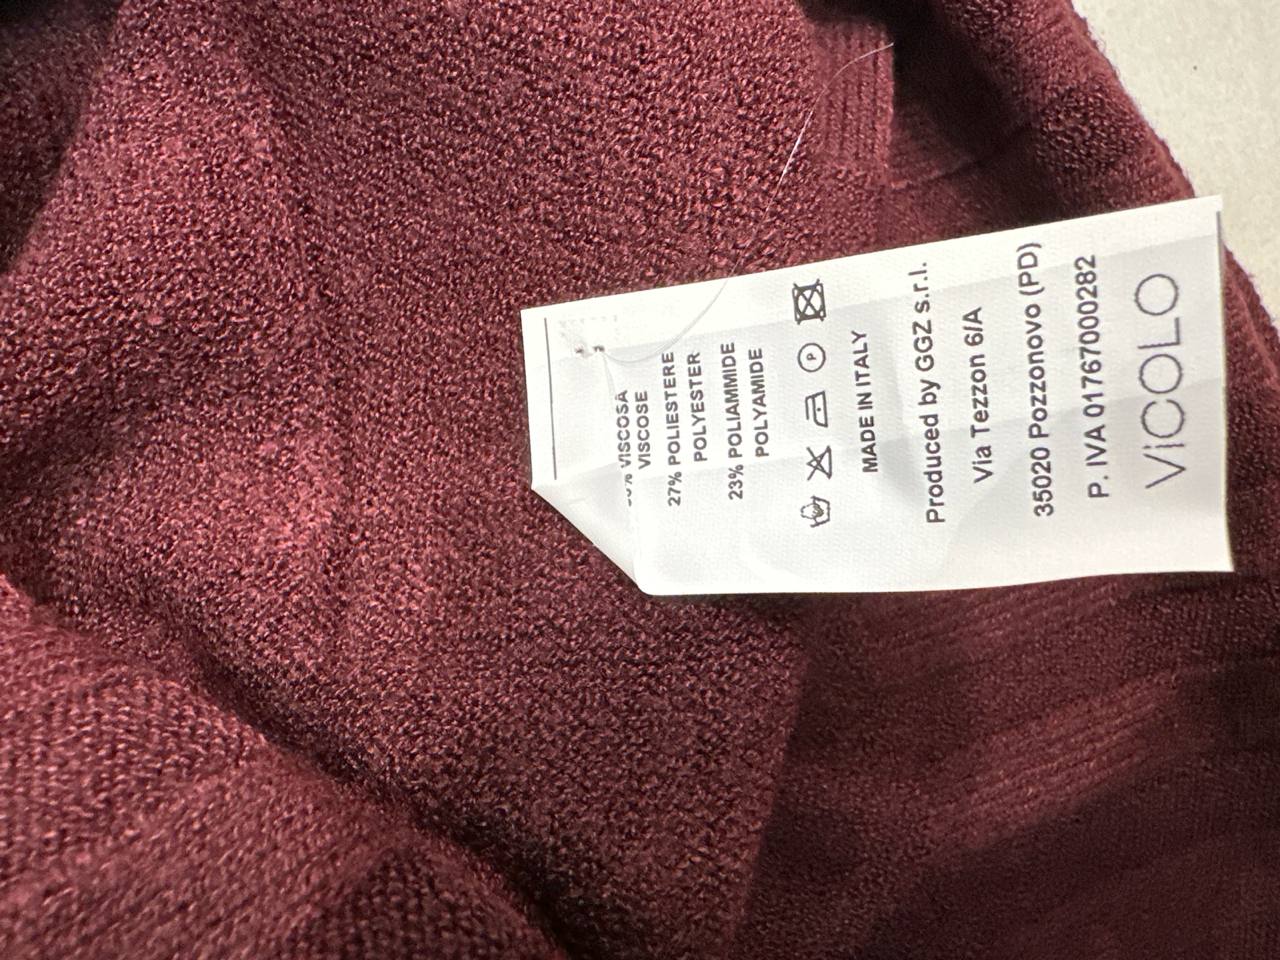 VISCOSA
VISCOSE
27% POLIESTERE
POLYESTER
23% POLIAMMIDE
POLYAMIDE
P
MADE IN ITALY
Produced by GGZ s.r.l.
Via Tezzon 6/A
35020 Pozzonovo (PD)
P. IVA 01767000282
ViCOLO